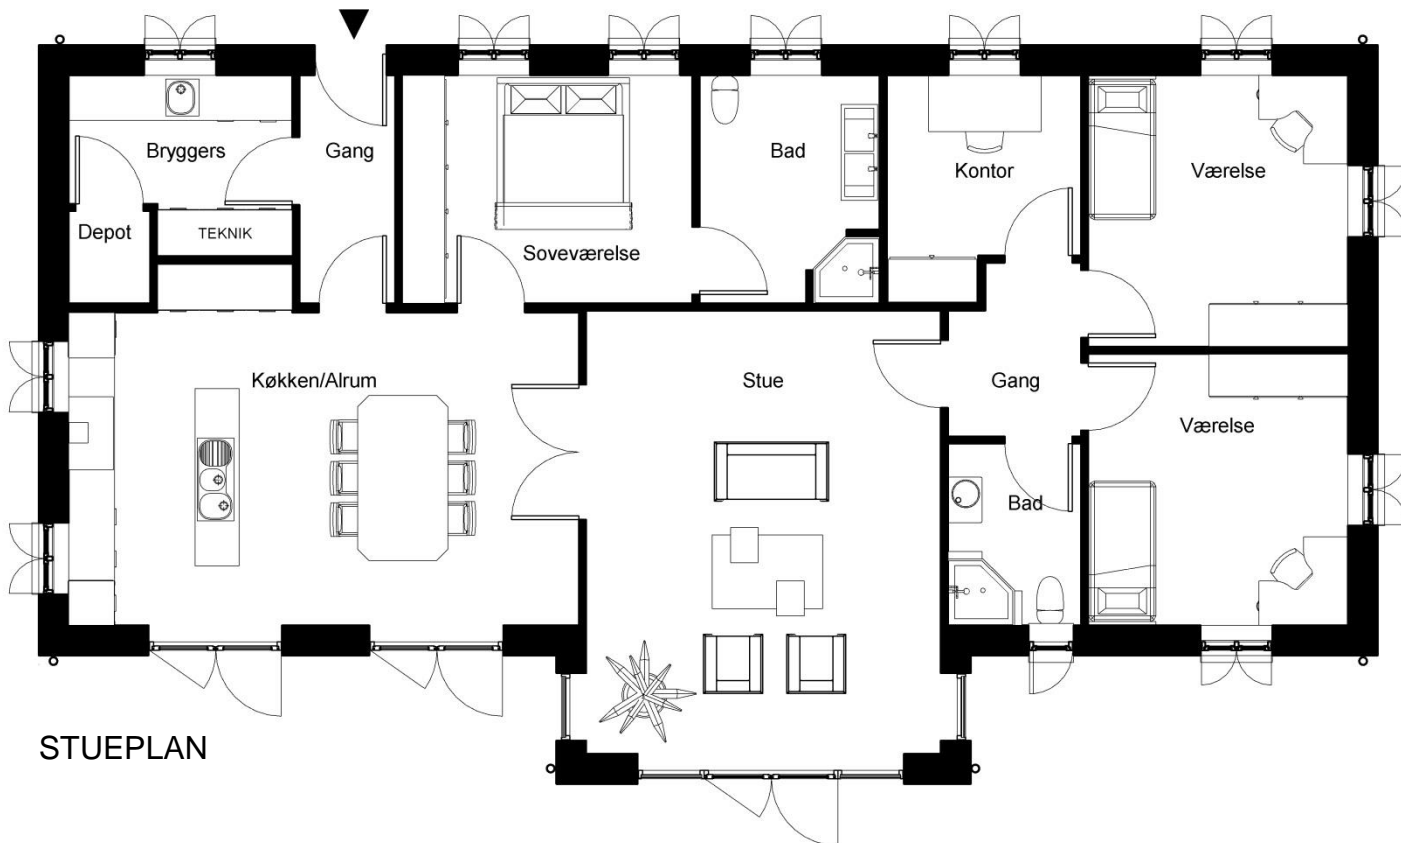 Bryggers
Gang
Bad
Kontor
Værelse
Depot
TEKNIK
Soveværelse
Køkken/Alrum
Stue
Gang
Værelse
Bad
STUEPLAN